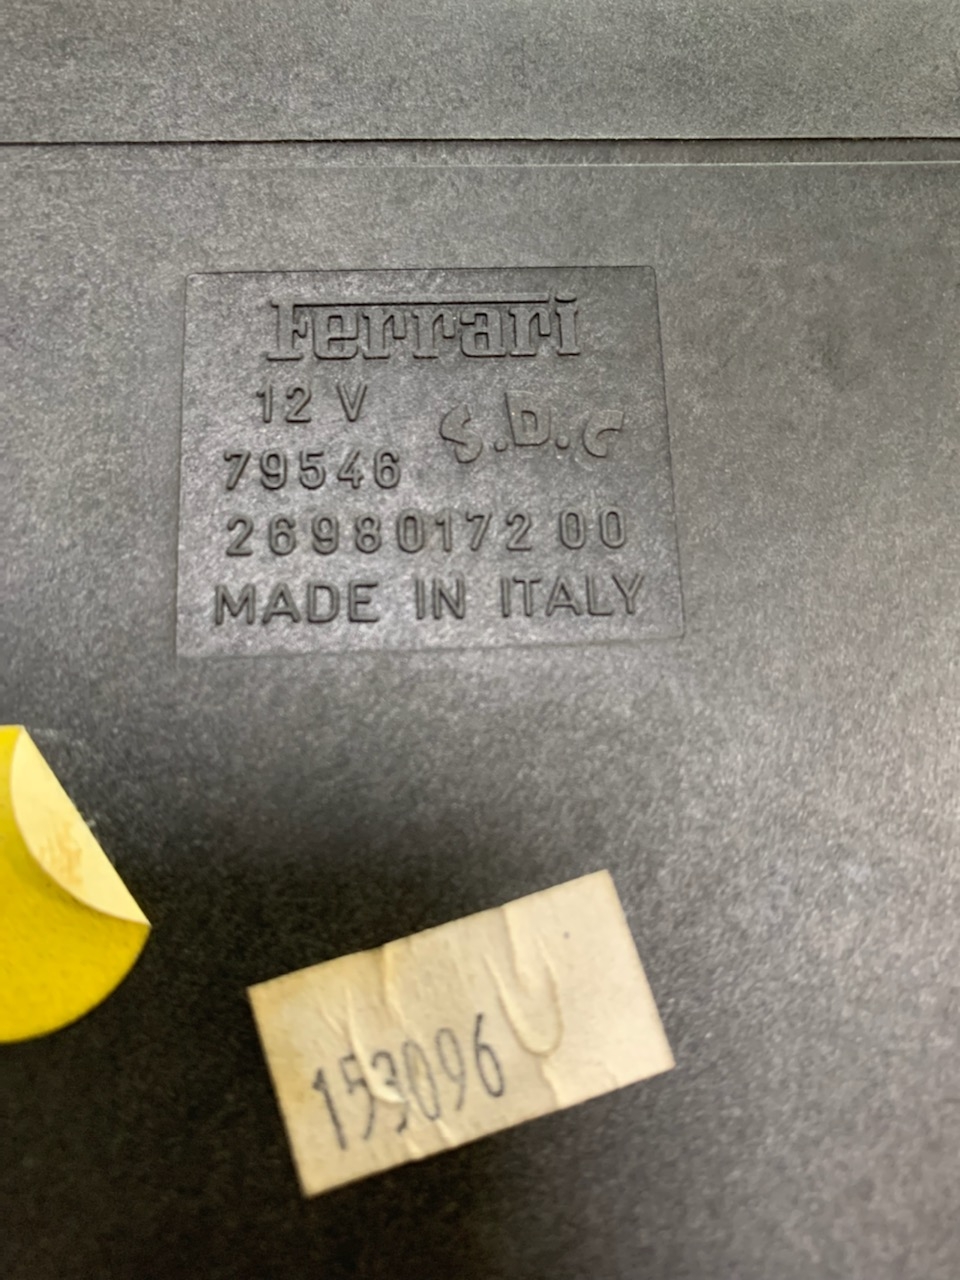 Ferrari
12 V S.D.C
79546
26980172 00
MADE IN ITALY
153096